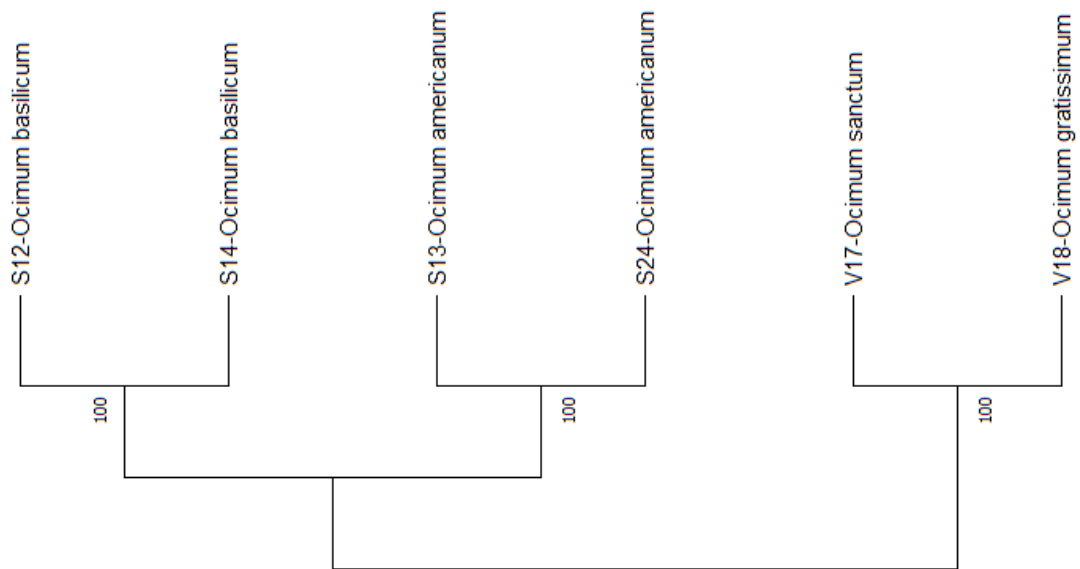 S12-Ocimum basilicum
S14-Ocimum basilicum
S13-Ocimum americanum
S24-Ocimum americanum
V17-Ocimum sanctum
V18-Ocimum gratissimum
100
100
100